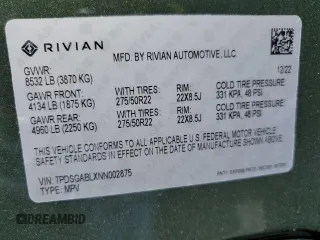 RIVIAN
MFD. BY RIVIAN AUTOMOTIVE, LLC
12/22
GVWR:
8532 LB (3870 KG)
GAWR FRONT:
4134 LB (1875 KG)
WITH TIRES:
275/50R22
RIM:
22X8.5J
COLD TIRE PRESSURE:
331 KPA, 48 PSI
GAWR REAR:
4960 LB (2250 KG)
WITH TIRES:
275/50R22
RIM:
22X8.5J
COLD TIRE PRESSURE:
331 KPA, 48 PSI
THIS VEHICLE CONFORMS TO ALL APPLICABLE U.S. FEDERAL MOTOR VEHICLE
SAFETY STANDARDS IN EFFECT ON THE DATE OF MANUFACTURE SHOWN ABOVE.
VIN: 7PDSGABLXNN002875
TYPE: MPV
DREAMBID